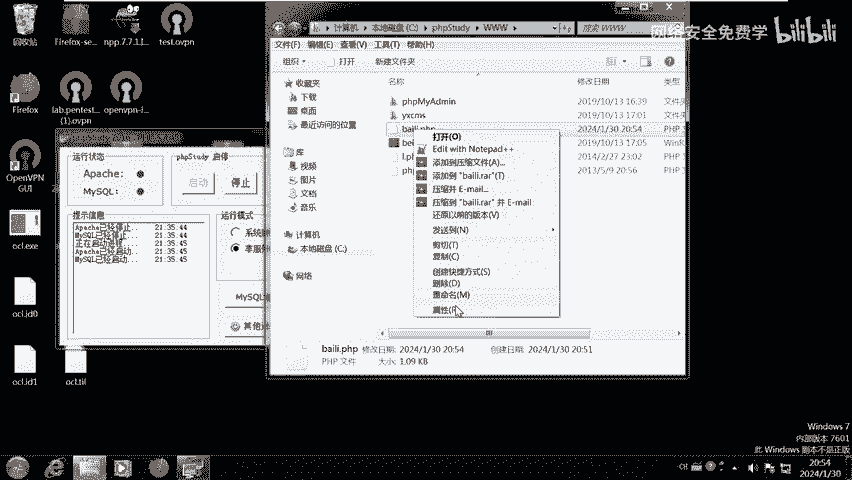 网络安全免费学 bilibili
回收站
Firefox-se...
npp.7.7.1.I...
test.ovpn
Firefox
lab.pentest...
(1).ovpn
openvpn-i...
OpenVPN
GUI
ocl.exe
ocl.id0
ocl.id1
ocl.til
运行状态
Apache:
MySQL:
phpStudy 启停
启动
停止
提示信息
Apache已经停止... 21:35:44
MySQL已经停止... 21:35:44
正在启动进程... 21:35:45
Apache已经启动... 21:35:45
MySQL已经启动... 21:35:45
运行模式
MySQL
其他
计算机
本地磁盘 (C:)
phpStudy
WWW
搜索 WWW
文件(F) 编辑(E) 查看(V) 工具(T) 帮助(H)
组织
打开
新建文件夹
名称
修改日期
类型
收藏夹
下载
桌面
最近访问的位置
库
视频
图片
文档
音乐
计算机
本地磁盘 (C:)
网络
phpMyAdmin 2019/10/13 16:39 文件夹
yxcms 2019/10/13 17:01 文件夹
baili.php 2024/1/30 20:54 PHP
2019/10/13 17:05 WinR
l.p 2014/2/27 23:02 PHP
php 2013/5/9 20:56 PHP
打开(O)
Edit with Notepad++
添加到压缩文件(A)...
添加到 "baili.rar"(T)
压缩并 E-mail...
压缩到 "baili.rar" 并 E-mail
还原以前的版本(V)
发送到(N)
剪切(T)
复制(C)
创建快捷方式(S)
删除(D)
重命名(M)
属性(R)
baili.php 修改日期: 2024/1/30 20:54 创建日期: 2024/1/30 20:51
PHP 文件 大小: 1.09 KB
Windows 7
内部版本 7601
此 Windows 副本不是正版
CH
20:54
2024/1/30